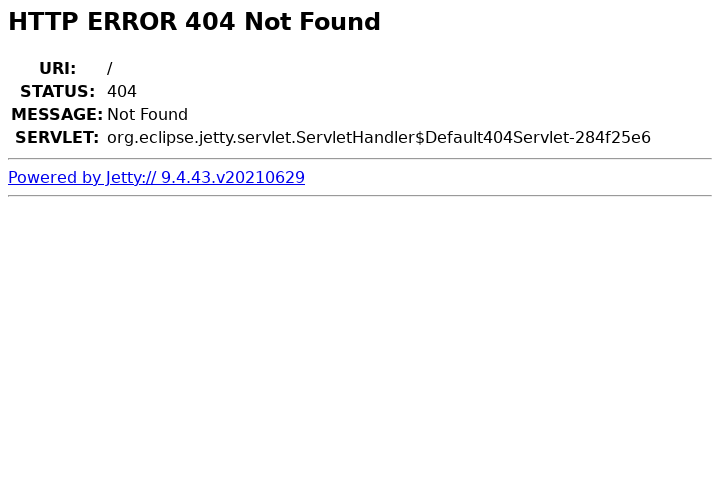 HTTP ERROR 404 Not Found
URI: /
STATUS: 404
MESSAGE: Not Found
SERVLET: org.eclipse.jetty.servlet.ServletHandler$Default404Servlet-284f25e6
Powered by Jetty:// 9.4.43.v20210629